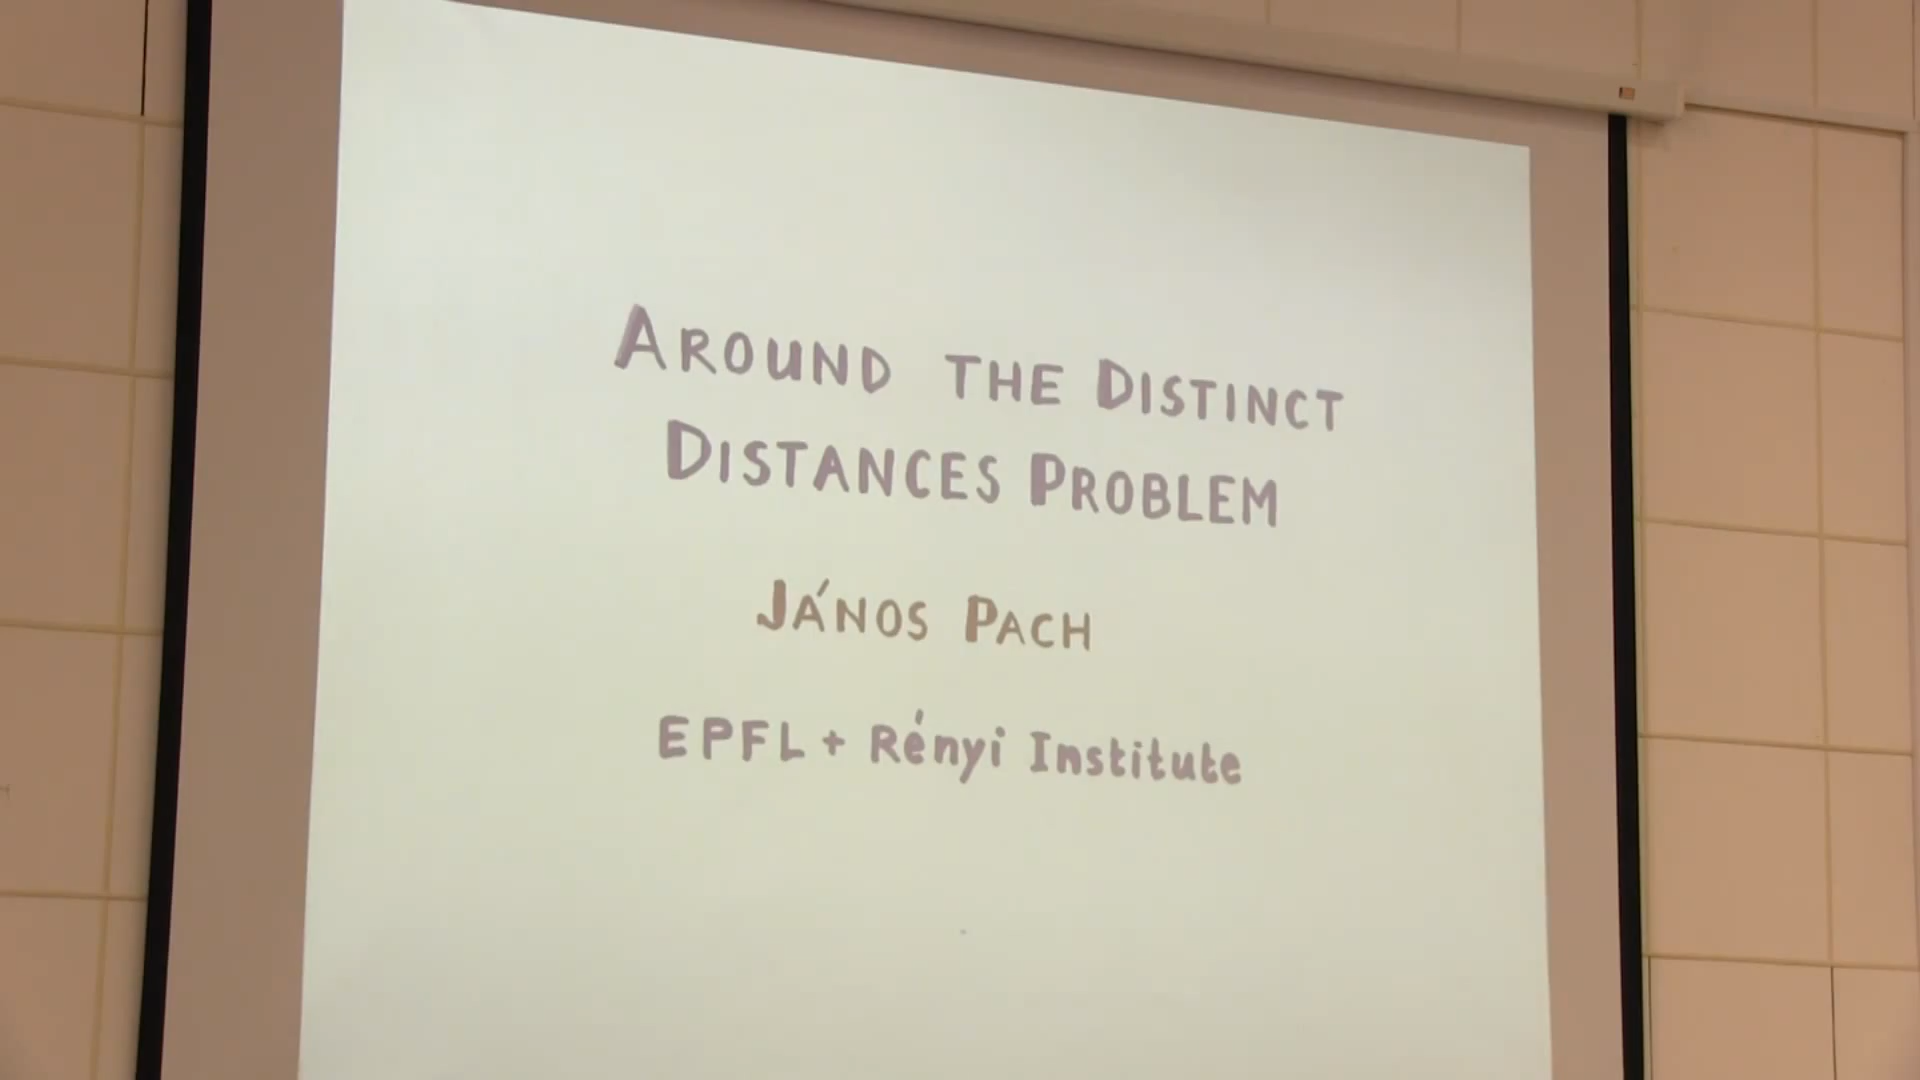 AROUND THE DISTINCT
DISTANCES PROBLEM
JÁNOS PACH
EPFL + Rényi Institute